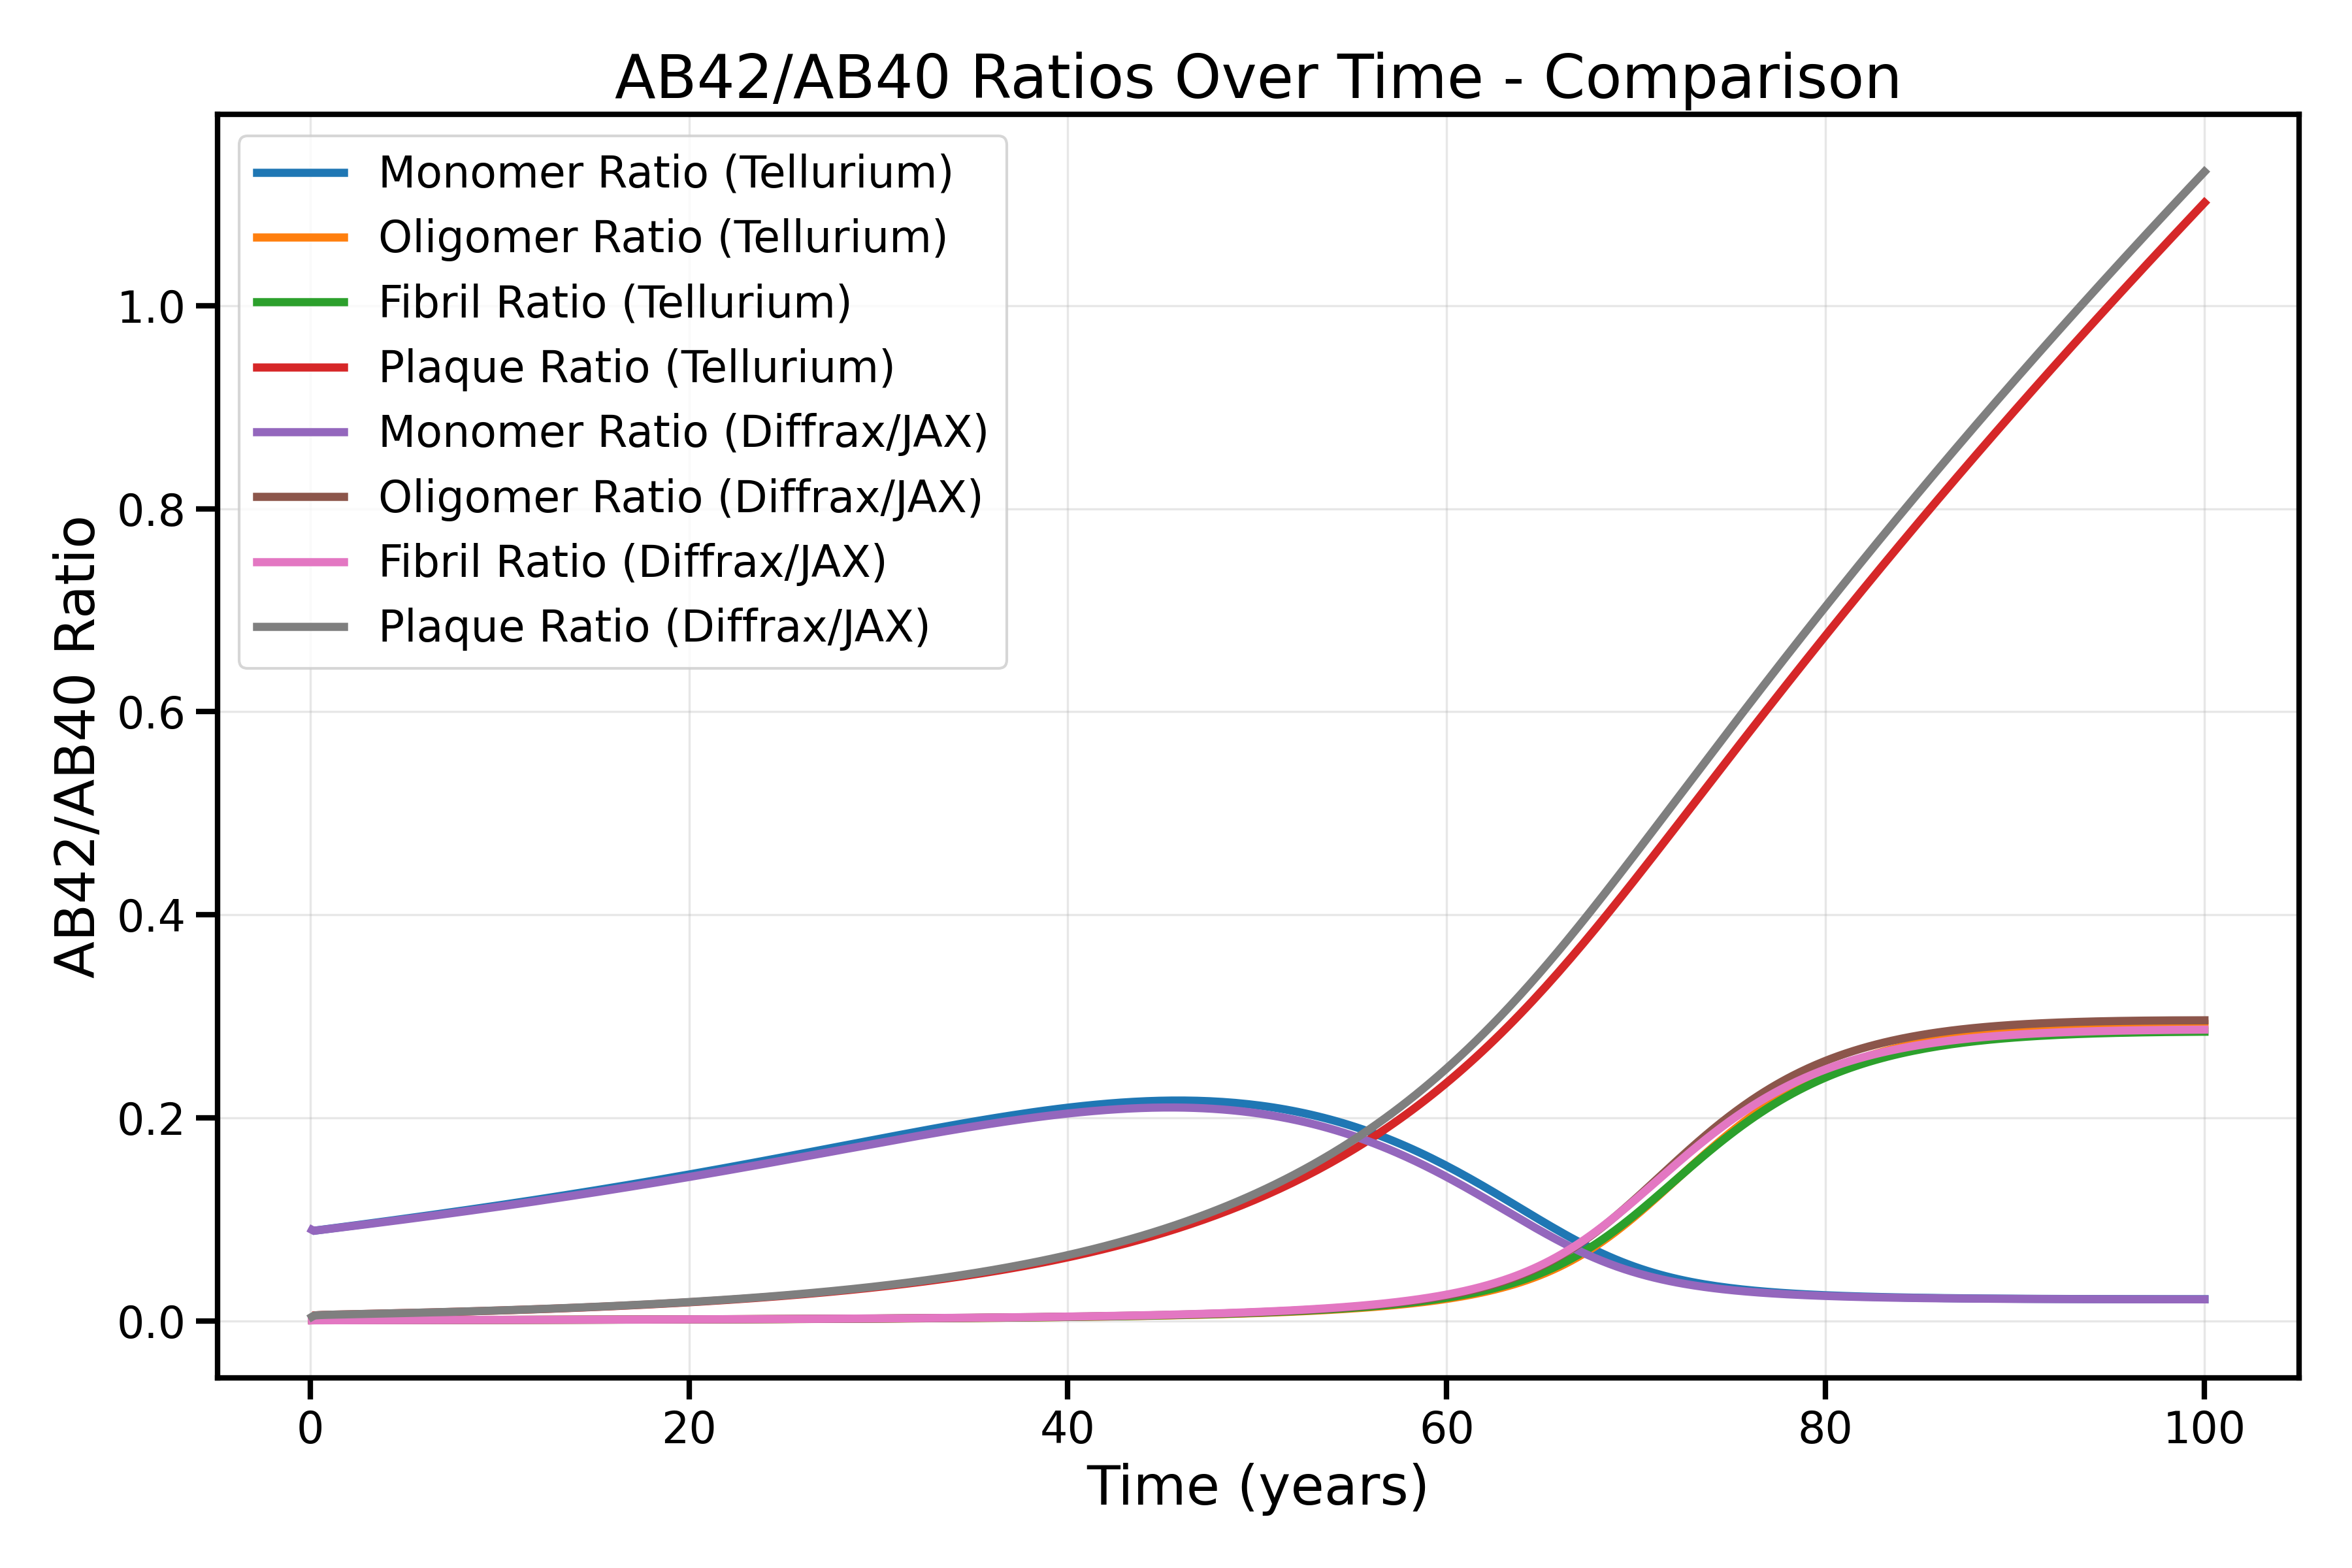 AB42/AB40 Ratios Over Time - Comparison
Monomer Ratio (Tellurium)
Oligomer Ratio (Tellurium)
Fibril Ratio (Tellurium)
Plaque Ratio (Tellurium)
Monomer Ratio (Diffrax/JAX)
Oligomer Ratio (Diffrax/JAX)
Fibril Ratio (Diffrax/JAX)
Plaque Ratio (Diffrax/JAX)
AB42/AB40 Ratio
1.0
0.8
0.6
0.4
0.2
0.0
0 20 40 60 80 100
Time (years)